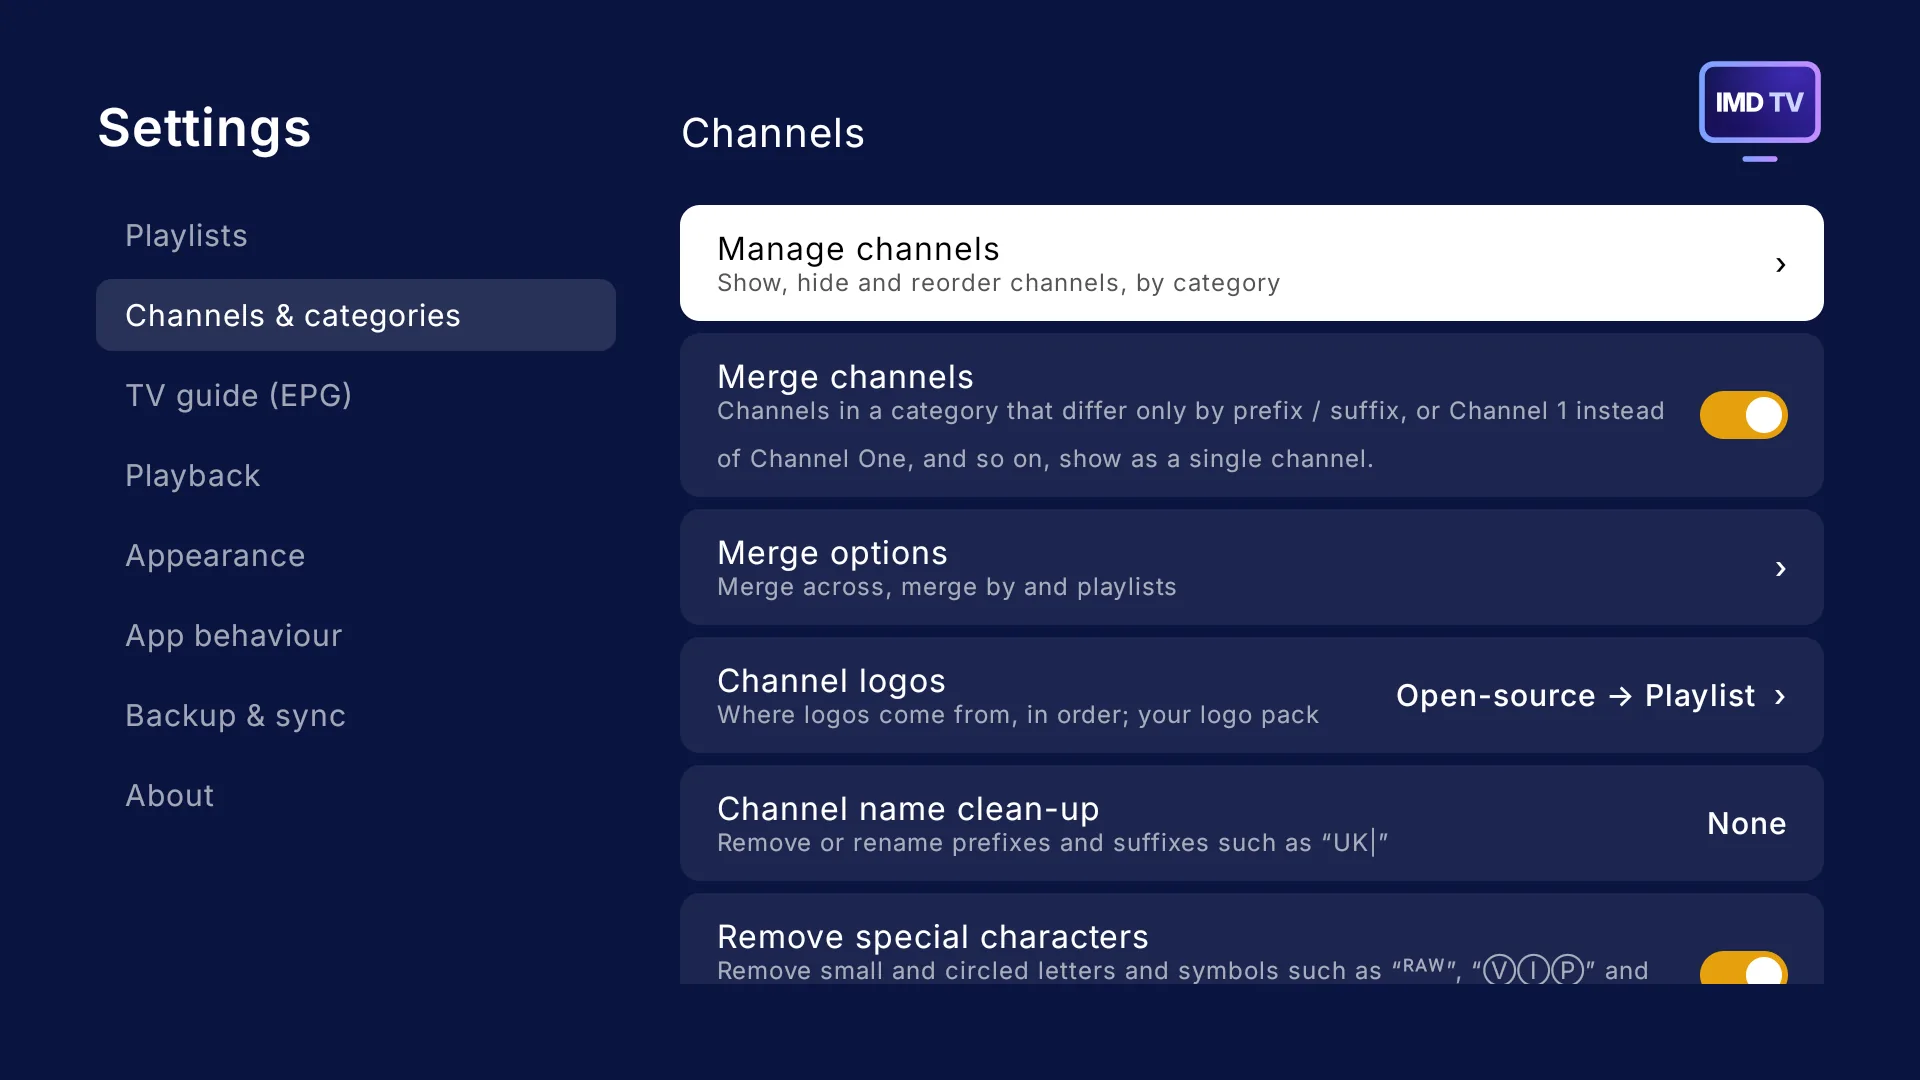 Settings
Playlists
Channels & categories
TV guide (EPG)
Playback
Appearance
App behaviour
Backup & sync
About
Channels
IMD TV
Manage channels
Show, hide and reorder channels, by category
›
Merge channels
Channels in a category that differ only by prefix / suffix, or Channel 1 instead
of Channel One, and so on, show as a single channel.
Merge options
Merge across, merge by and playlists
›
Channel logos
Where logos come from, in order; your logo pack
Open-source → Playlist ›
Channel name clean-up
Remove or rename prefixes and suffixes such as “UK|”
None
Remove special characters
Remove small and circled letters and symbols such as “ᴿᴬᵂ”, “ⓋⒾⓅ” and